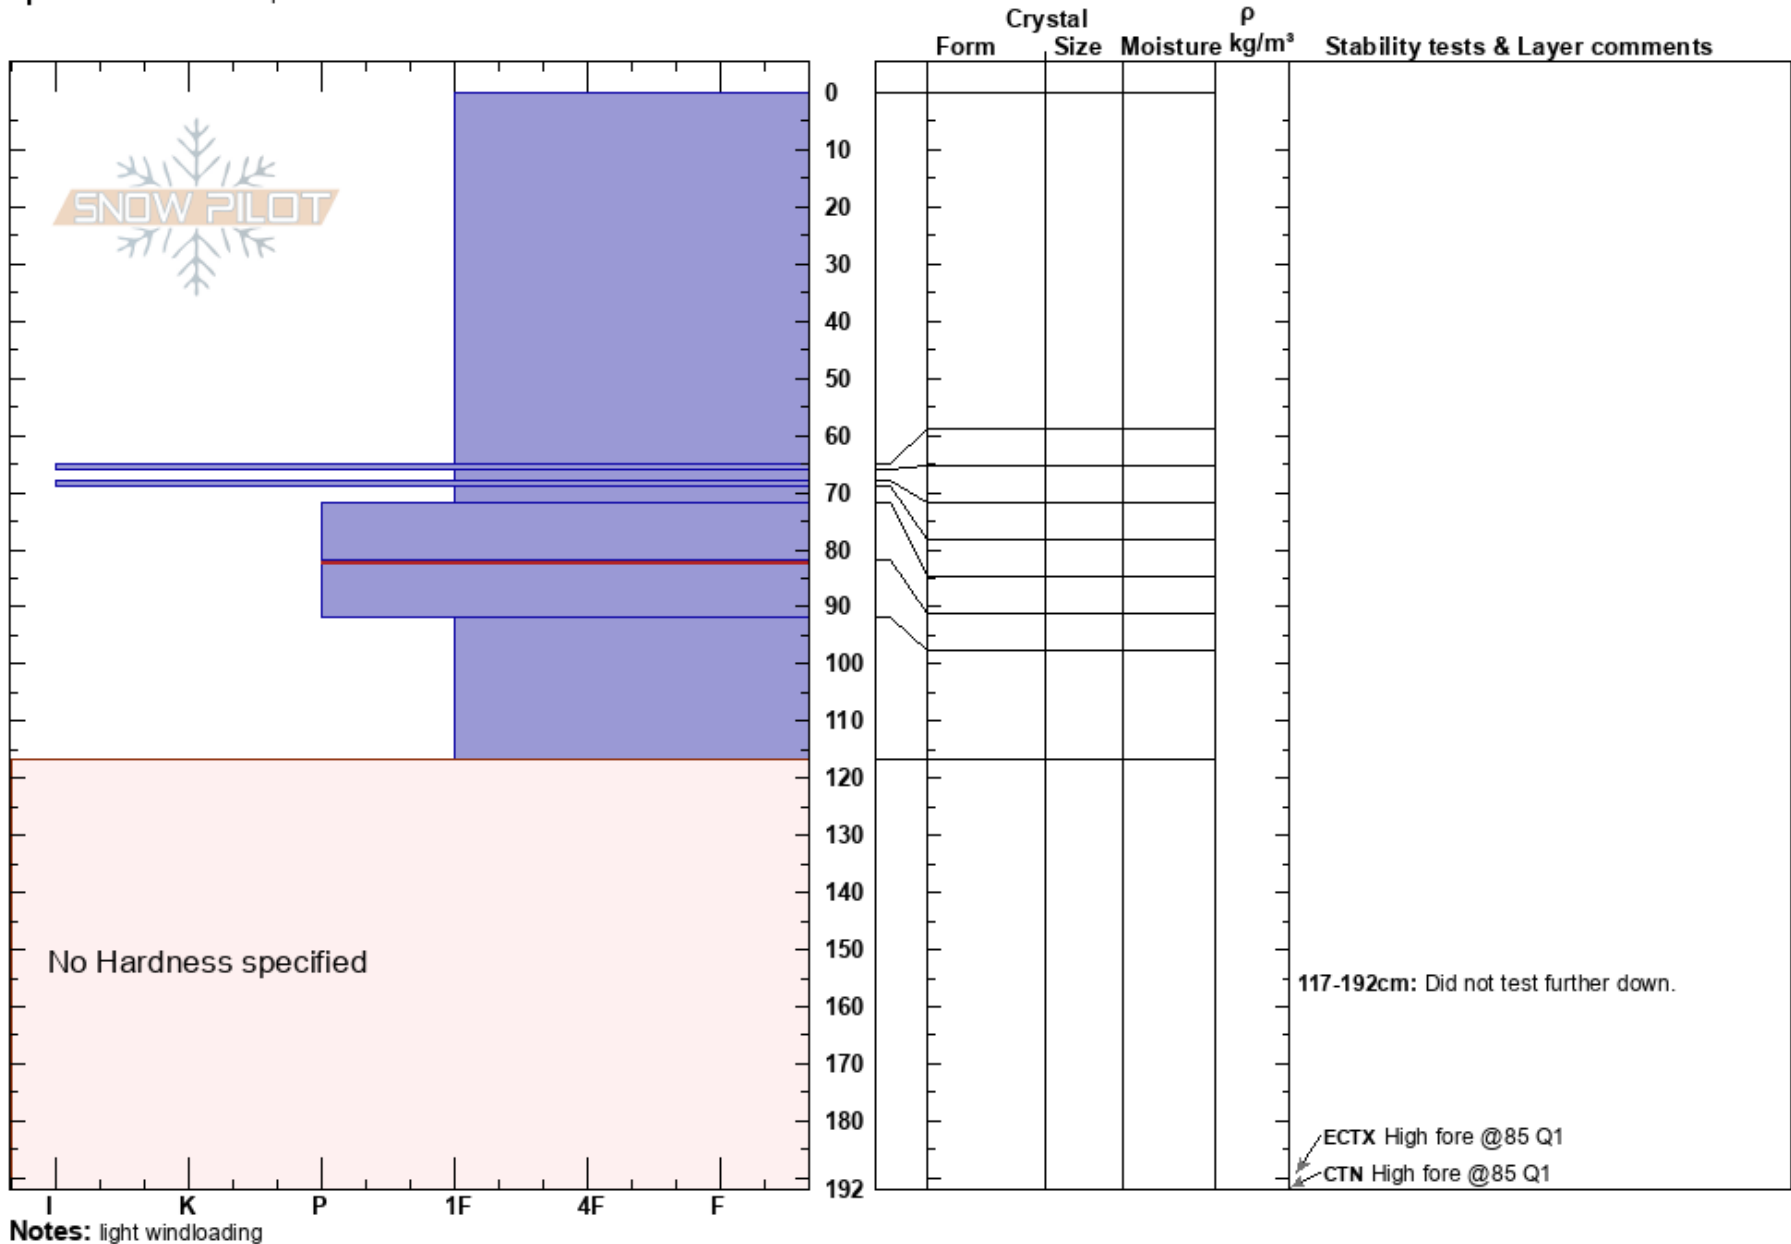 Crystal
ρ
Form Size Moisture kg/m³ Stability tests & Layer comments
SNOW PILOT
0
10
20
30
40
50
60
70
80
90
100
110
120
130
140
150
No Hardness specified
117-192cm: Did not test further down.
160
170
180
ECTX High fore @85 Q1
CTN High fore @85 Q1
192
I K P 1F 4F F
Notes: light windloading